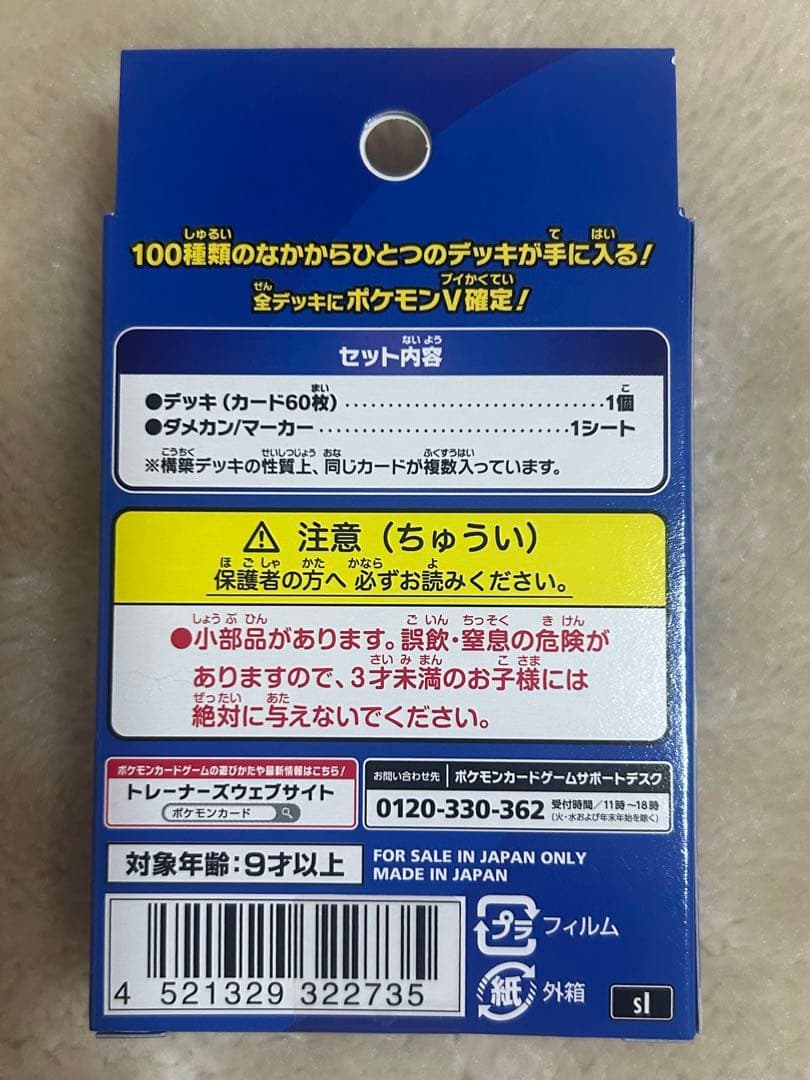 100種類のなかからひとつのデッキが手に入る!
全デッキにポケモンV確定!
セット内容
●デッキ(カード60枚)..............................1個
●ダメカン/マーカー..............................1シート
※構築デッキの性質上、同じカードが複数入っています。
⚠ 注意(ちゅうい)
保護者の方へ 必ずお読みください。
●小部品があります。誤飲・窒息の危険が
ありますので、3才未満のお子様には
絶対に与えないでください。
ポケモンカードゲームの遊びかたや最新情報はこちら!
トレーナーズウェブサイト
ポケモンカード
お問い合わせ先 ポケモンカードゲームサポートデスク
0120-330-362 受付時間/11時~18時
(火・水および年末年始を除く)
対象年齢:9才以上
FOR SALE IN JAPAN ONLY
MADE IN JAPAN
プラ フィルム
紙 外箱
4 521329 322735
sI